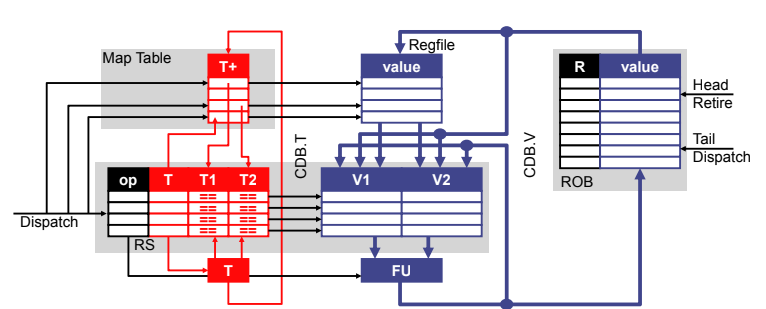 Regfile
Map Table
T+
value
R
value
Head
Retire
Tail
Dispatch
CDB.T
CDB.V
op
T
T1
T2
V1
V2
ROB
==
==
==
==
==
==
==
==
Dispatch
RS
T
FU